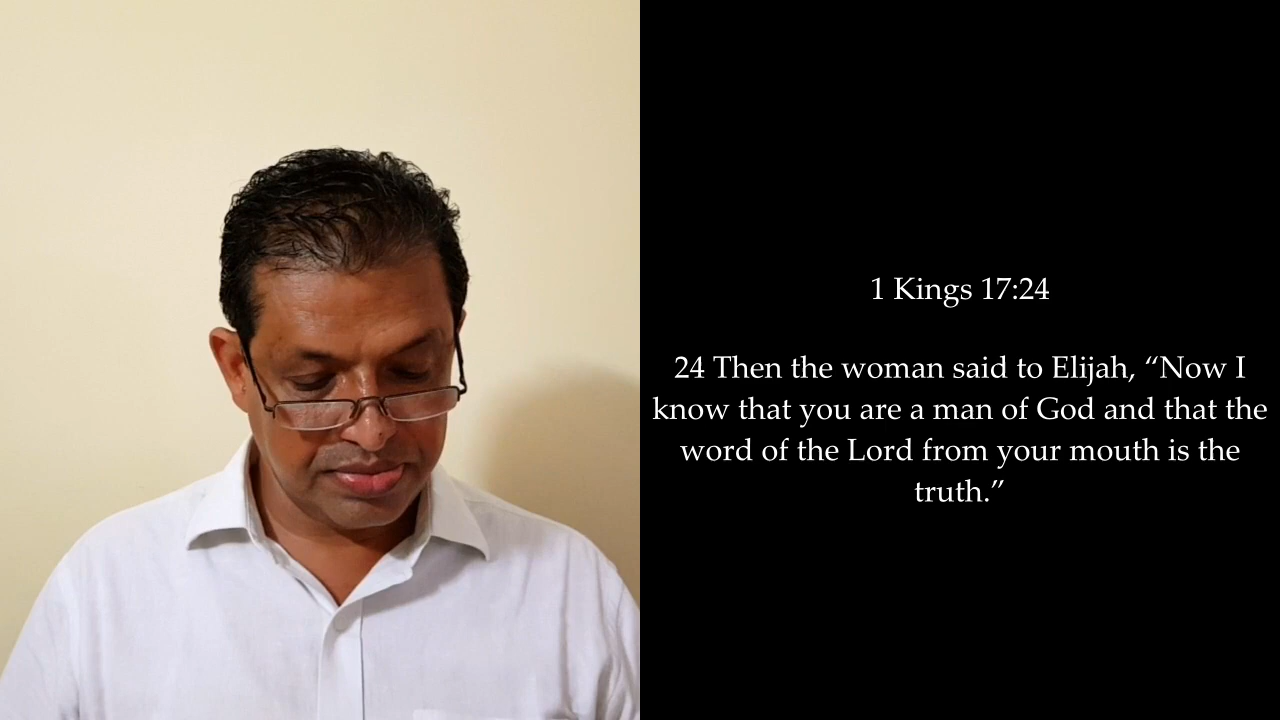 1 Kings 17:24
24 Then the woman said to Elijah, “Now I
know that you are a man of God and that the
word of the Lord from your mouth is the
truth.”